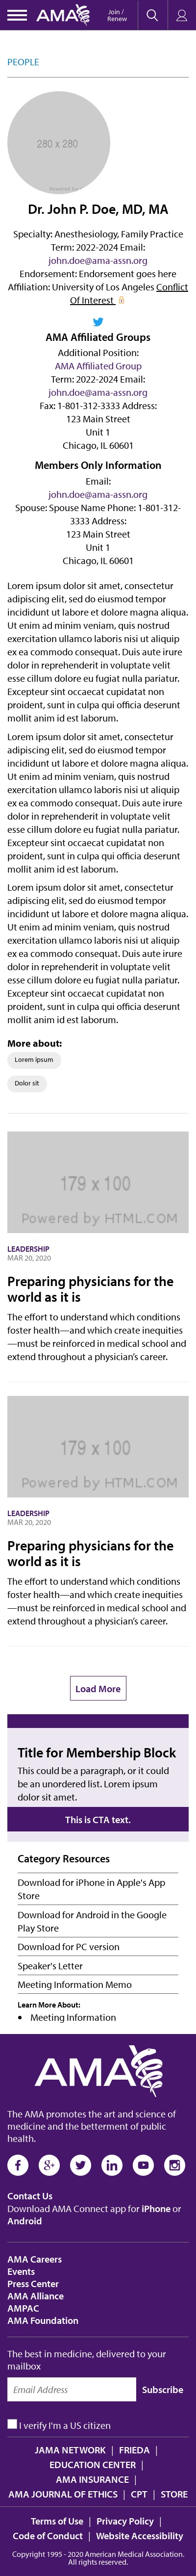 AMA
Join /
Renew
PEOPLE
280 x 280
Powered by
Dr. John P. Doe, MD, MA
Specialty: Anesthesiology, Family Practice
Term: 2022-2024 Email:
john.doe@ama-assn.org
Endorsement: Endorsement goes here
Affiliation: University of Los Angeles Conflict
Of Interest
AMA Affiliated Groups
Additional Position:
AMA Affiliated Group
Term: 2022-2024 Email:
john.doe@ama-assn.org
Fax: 1-801-312-3333 Address:
123 Main Street
Unit 1
Chicago, IL 60601
Members Only Information
Email:
john.doe@ama-assn.org
Spouse: Spouse Name Phone: 1-801-312-
3333 Address:
123 Main Street
Unit 1
Chicago, IL 60601
Lorem ipsum dolor sit amet, consectetur
adipiscing elit, sed do eiusmod tempor
incididunt ut labore et dolore magna aliqua.
Ut enim ad minim veniam, quis nostrud
exercitation ullamco laboris nisi ut aliquip ex
ea commodo consequat. Duis aute irure
dolor in reprehenderit in voluptate velit
esse cillum dolore eu fugiat nulla pariatur.
Excepteur sint occaecat cupidatat non
proident, sunt in culpa qui officia deserunt
mollit anim id est laborum.
Lorem ipsum dolor sit amet, consectetur
adipiscing elit, sed do eiusmod tempor
incididunt ut labore et dolore magna aliqua.
Ut enim ad minim veniam, quis nostrud
exercitation ullamco laboris nisi ut aliquip ex
ea commodo consequat. Duis aute irure
dolor in reprehenderit in voluptate velit
esse cillum dolore eu fugiat nulla pariatur.
Excepteur sint occaecat cupidatat non
proident, sunt in culpa qui officia deserunt
mollit anim id est laborum.
Lorem ipsum dolor sit amet, consectetur
adipiscing elit, sed do eiusmod tempor
incididunt ut labore et dolore magna aliqua.
Ut enim ad minim veniam, quis nostrud
exercitation ullamco laboris nisi ut aliquip ex
ea commodo consequat. Duis aute irure
dolor in reprehenderit in voluptate velit
esse cillum dolore eu fugiat nulla pariatur.
Excepteur sint occaecat cupidatat non
proident, sunt in culpa qui officia deserunt
mollit anim id est laborum.
More about:
Lorem ipsum
Dolor sit
179 x 100
Powered by HTML.COM
LEADERSHIP
MAR 20, 2020
Preparing physicians for the
world as it is
The effort to understand which conditions
foster health—and which create inequities
—must be reinforced in medical school and
extend throughout a physician's career.
179 x 100
Powered by HTML.COM
LEADERSHIP
MAR 20, 2020
Preparing physicians for the
world as it is
The effort to understand which conditions
foster health—and which create inequities
—must be reinforced in medical school and
extend throughout a physician's career.
Load More
Title for Membership Block
This could be a paragraph, or it could
be an unordered list. Lorem ipsum
dolor sit amet.
This is CTA text.
Category Resources
Download for iPhone in Apple's App
Store
Download for Android in the Google
Play Store
Download for PC version
Speaker's Letter
Meeting Information Memo
Learn More About:
• Meeting Information
AMA
The AMA promotes the art and science of
medicine and the betterment of public
health.
Contact Us
Download AMA Connect app for iPhone or
Android
AMA Careers
Events
Press Center
AMA Alliance
AMPAC
AMA Foundation
The best in medicine, delivered to your
mailbox
Email Address
Subscribe
I verify I'm a US citizen
JAMA NETWORK | FRIEDA |
EDUCATION CENTER |
AMA INSURANCE |
AMA JOURNAL OF ETHICS | CPT | STORE
Terms of Use | Privacy Policy |
Code of Conduct | Website Accessibility
Copyright 1995 - 2020 American Medical Association.
All rights reserved.